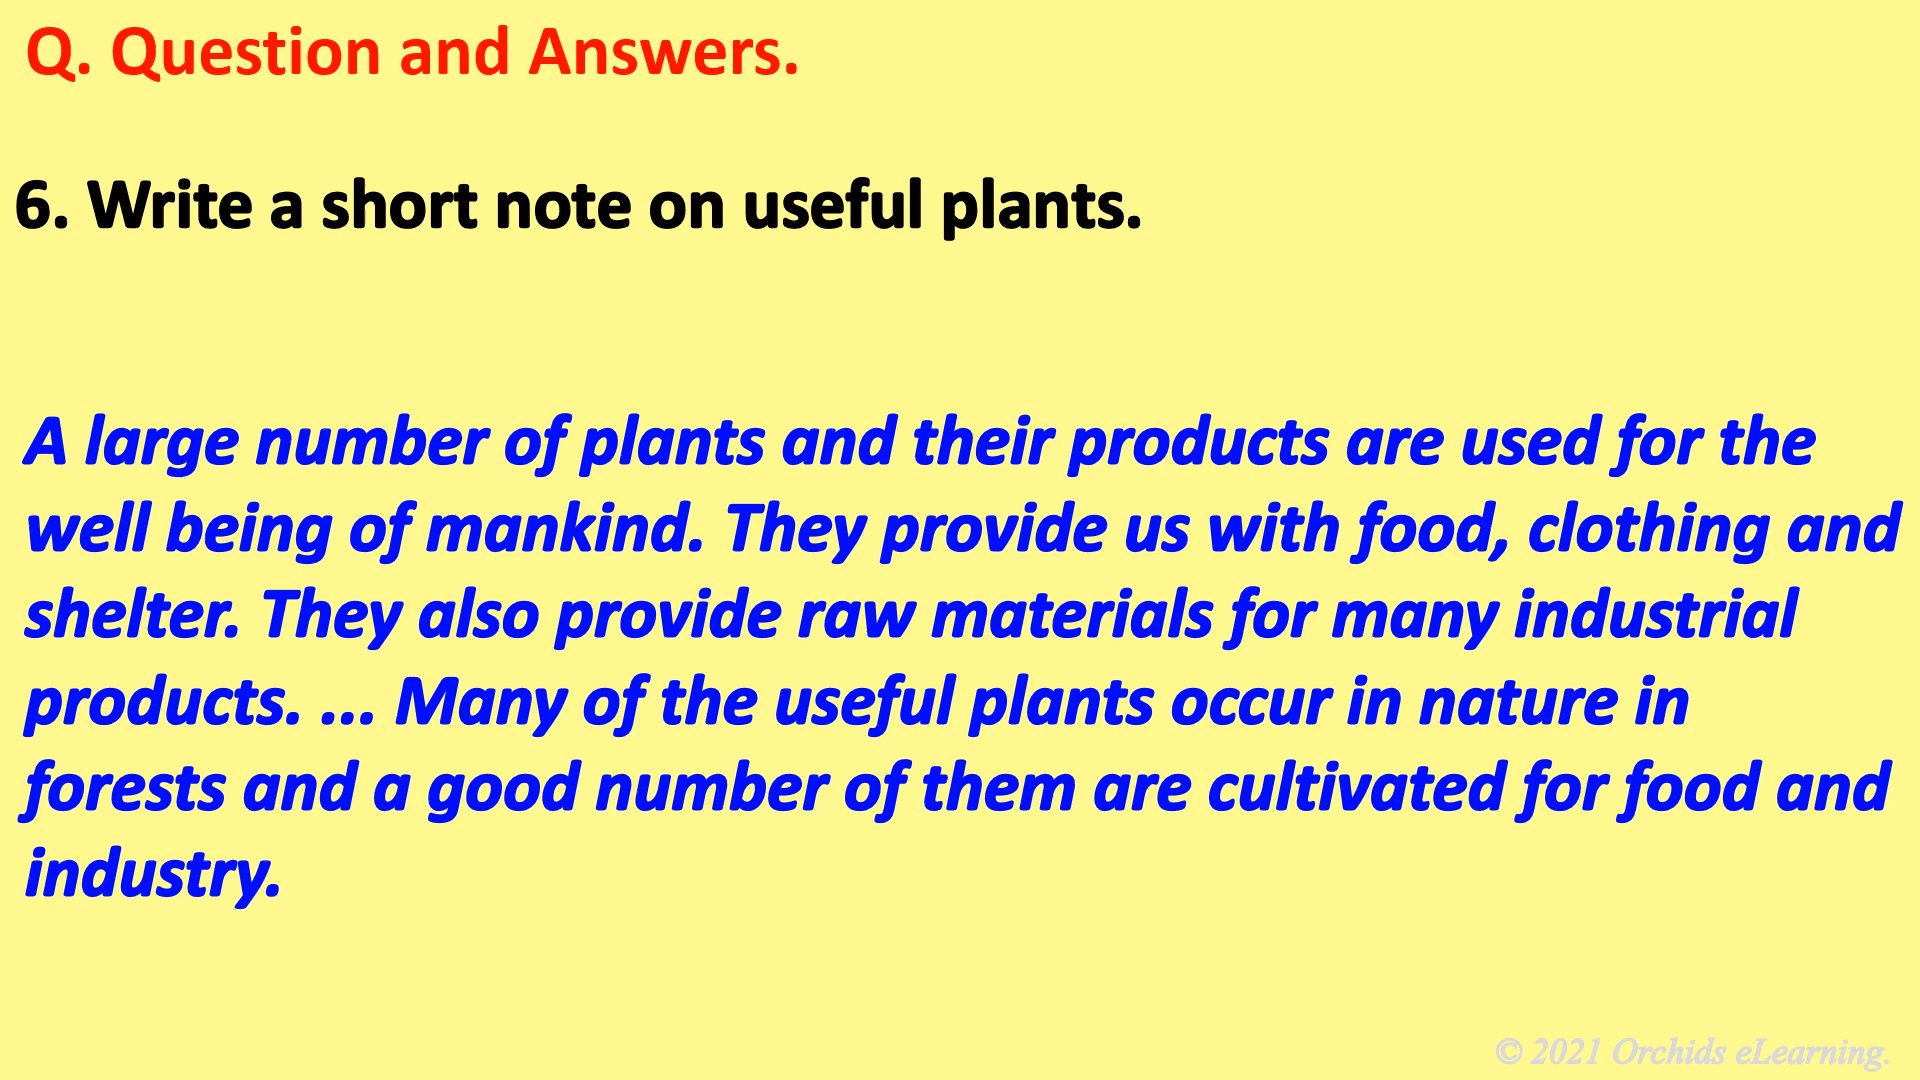 Q. Question and Answers.
6. Write a short note on useful plants.
A large number of plants and their products are used for the
well being of mankind. They provide us with food, clothing and
shelter. They also provide raw materials for many industrial
products. ... Many of the useful plants occur in nature in
forests and a good number of them are cultivated for food and
industry.
© 2021 Orchids eLearning.